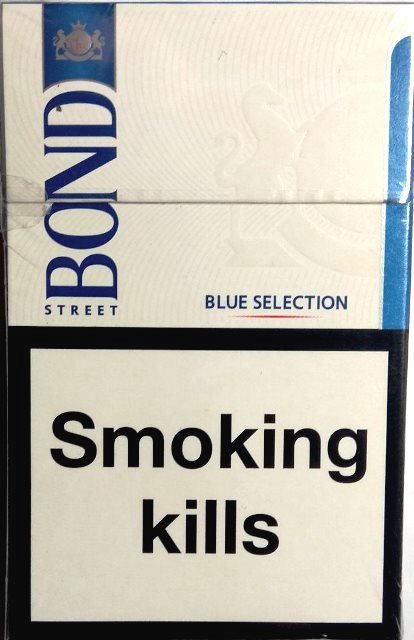 BOND
STREET
BLUE SELECTION
Smoking
kills